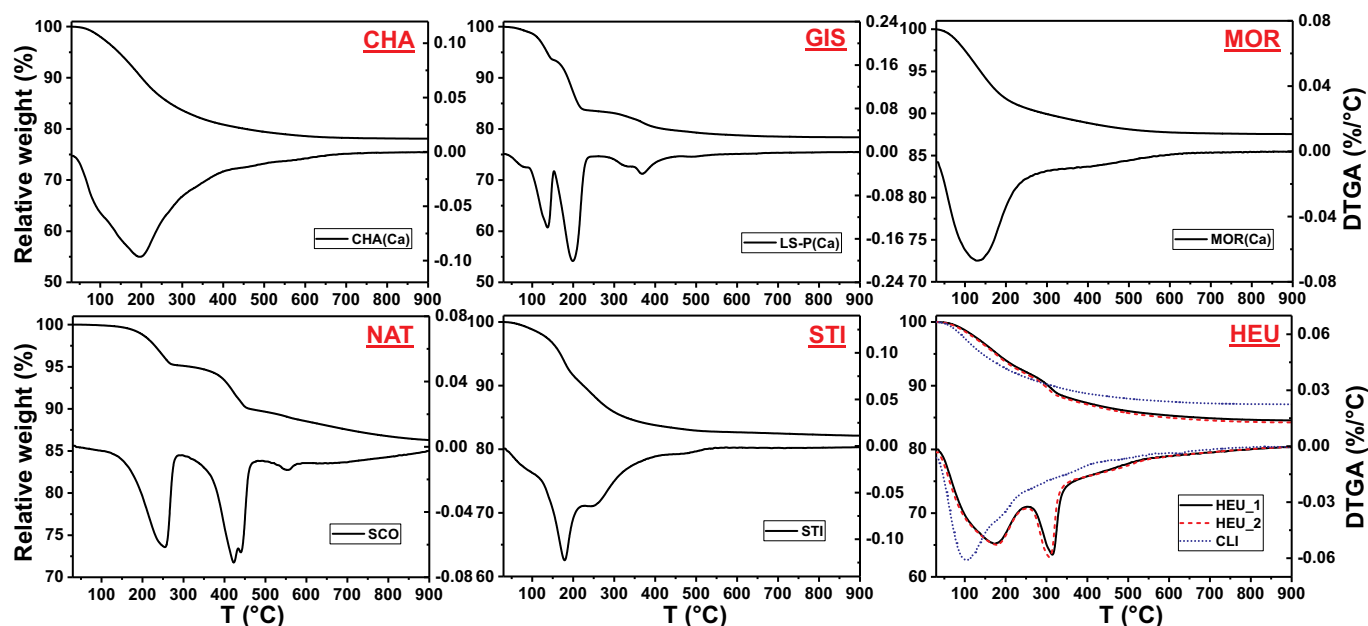 CHA
GIS
MOR
Relative weight (%)
100
90
80
70
60
50
0.10
0.05
0.00
-0.05
-0.10
CHA(Ca)
100 200 300 400 500 600 700 800 900
100
90
80
70
60
50
0.24
0.16
0.08
0.00
-0.08
-0.16
-0.24
LS-P(Ca)
100 200 300 400 500 600 700 800 900
100
95
90
85
80
75
70
0.08
0.04
0.00
-0.04
-0.08
DTGA (%/°C)
MOR(Ca)
100 200 300 400 500 600 700 800 900
NAT
STI
HEU
Relative weight (%)
100
95
90
85
80
75
70
0.08
0.04
0.00
-0.04
-0.08
SCO
100 200 300 400 500 600 700 800 900
T (°C)
100
90
80
70
60
0.10
0.05
0.00
-0.05
-0.10
STI
100 200 300 400 500 600 700 800 900
T (°C)
100
90
80
70
60
0.06
0.03
0.00
-0.03
-0.06
DTGA (%/°C)
HEU_1
HEU_2
CLI
100 200 300 400 500 600 700 800 900
T (°C)